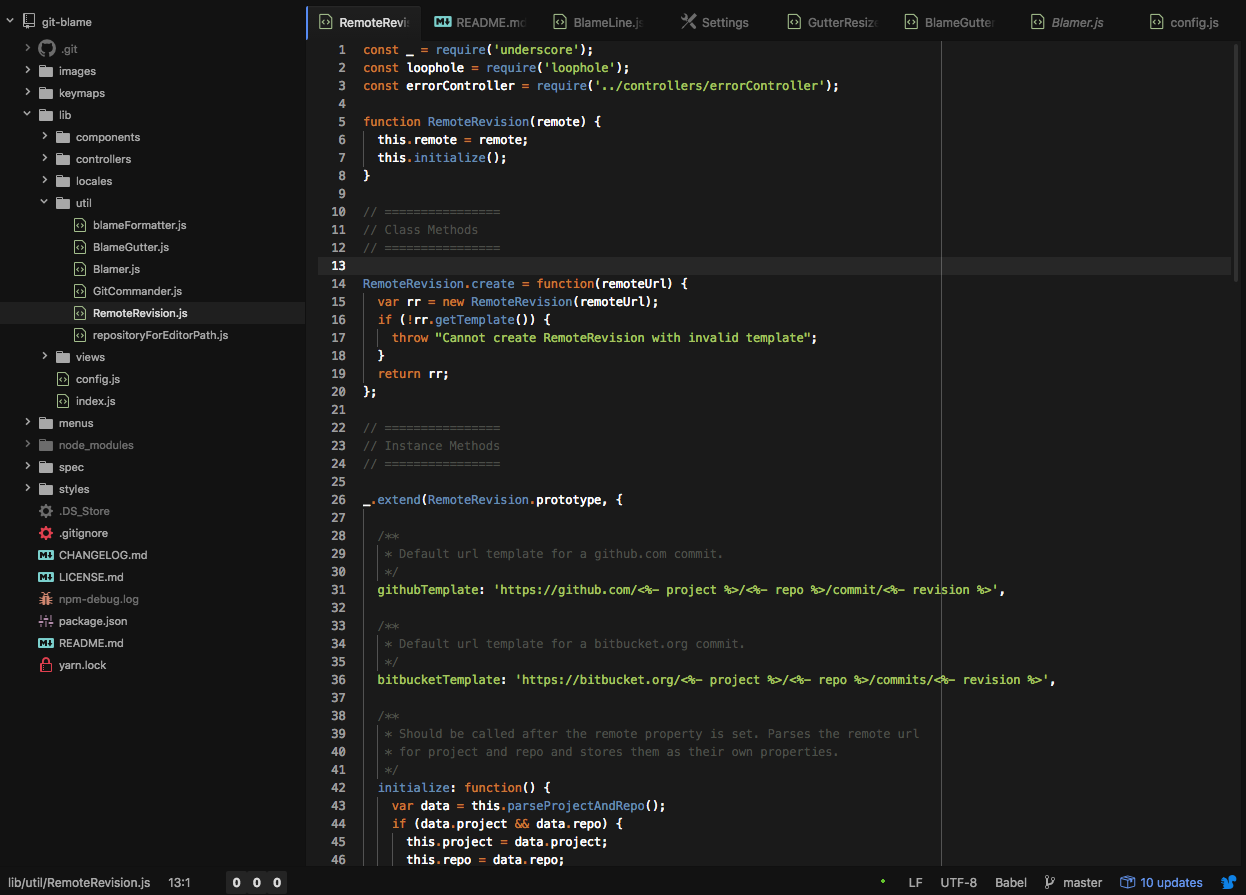 git-blame
.git
images
keymaps
lib
components
controllers
locales
util
blameFormatter.js
BlameGutter.js
Blamer.js
GitCommander.js
RemoteRevision.js
repositoryForEditorPath.js
views
config.js
index.js
menus
node_modules
spec
styles
.DS_Store
.gitignore
CHANGELOG.md
LICENSE.md
npm-debug.log
package.json
README.md
yarn.lock
RemoteRevis README.md BlameLine.js Settings GutterResize BlameGutter Blamer.js config.js
1 const _ = require('underscore');
2 const loophole = require('loophole');
3 const errorController = require('../controllers/errorController');
4
5 function RemoteRevision(remote) {
6 this.remote = remote;
7 this.initialize();
8 }
9
10 // ================
11 // Class Methods
12 // ================
13
14 RemoteRevision.create = function(remoteUrl) {
15 var rr = new RemoteRevision(remoteUrl);
16 if (!rr.getTemplate()) {
17 throw "Cannot create RemoteRevision with invalid template";
18 }
19 return rr;
20 };
21
22 // ================
23 // Instance Methods
24 // ================
25
26 _.extend(RemoteRevision.prototype, {
27
28 /**
29 * Default url template for a github.com commit.
30 */
31 githubTemplate: 'https://github.com/<%- project %>/<%- repo %>/commit/<%- revision %>',
32
33 /**
34 * Default url template for a bitbucket.org commit.
35 */
36 bitbucketTemplate: 'https://bitbucket.org/<%- project %>/<%- repo %>/commits/<%- revision %>',
37
38 /**
39 * Should be called after the remote property is set. Parses the remote url
40 * for project and repo and stores them as their own properties.
41 */
42 initialize: function() {
43 var data = this.parseProjectAndRepo();
44 if (data.project && data.repo) {
45 this.project = data.project;
46 this.repo = data.repo;
lib/util/RemoteRevision.js 13:1 0 0 0 LF UTF-8 Babel master 10 updates